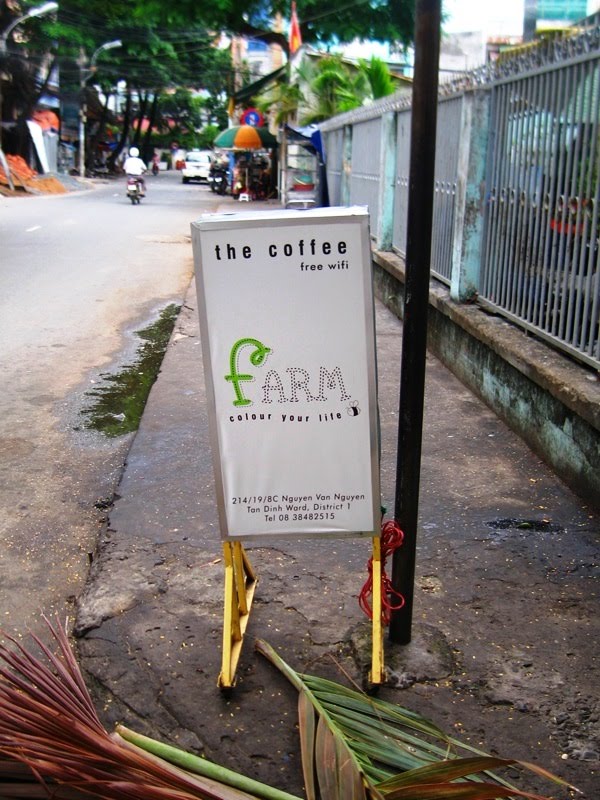 the coffee
free wifi
fARM
colour your life
214/19/8C Nguyen Van Nguyen
Tan Dinh Ward, District 1
Tel 08 38482515